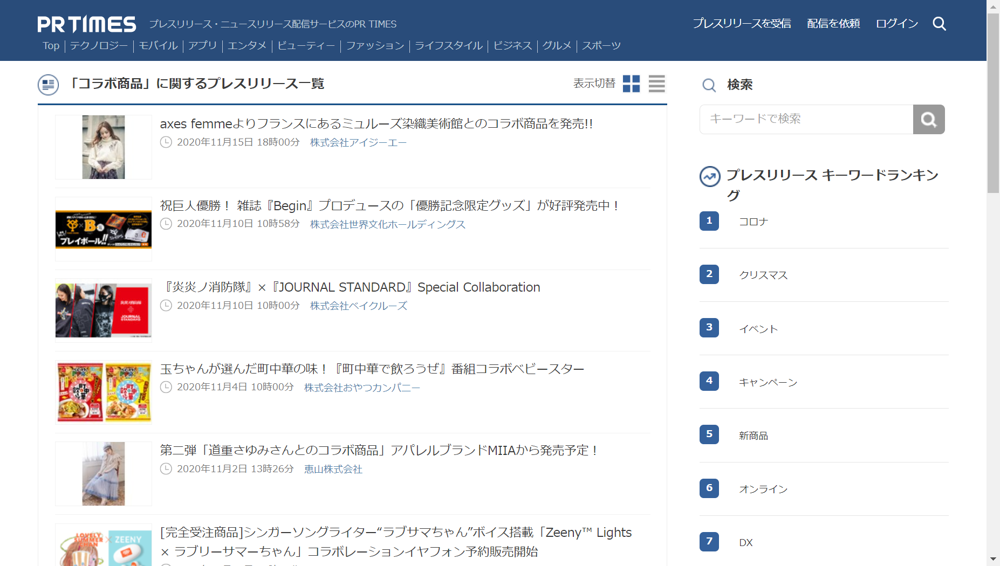 PR TIMES
プレスリリース・ニュースリリース配信サービスのPR TIMES
プレスリリースを受信
配信を依頼
ログイン
Top
テクノロジー
モバイル
アプリ
エンタメ
ビューティー
ファッション
ライフスタイル
ビジネス
グルメ
スポーツ
「コラボ商品」に関するプレスリリース一覧
表示切替
axes femmeよりフランスにあるミュルーズ染織美術館とのコラボ商品を発売!!
2020年11月15日 18時00分 株式会社アイジーエー
祝巨人優勝！ 雑誌『Begin』プロデュースの「優勝記念限定グッズ」が好評発売中！
2020年11月10日 10時58分 株式会社世界文化ホールディングス
プレイボール!!
『炎炎ノ消防隊』×『JOURNAL STANDARD』Special Collaboration
2020年11月10日 10時00分 株式会社ベイクルーズ
JOURNAL
STANDARD
玉ちゃんが選んだ町中華の味！『町中華で飲ろうぜ』番組コラボベビースター
2020年11月4日 10時00分 株式会社おやつカンパニー
第二弾「道重さゆみさんとのコラボ商品」アパレルブランドMIIAから発売予定！
2020年11月2日 13時26分 恵山株式会社
[完全受注商品]シンガーソングライター“ラブサマちゃん”ボイス搭載「Zeeny™ Lights
× ラブリーサマーちゃん」コラボレーションイヤフォン予約販売開始
LOVELY
SUMMER
CHAN
× ZEENY
検索
キーワードで検索
プレスリリース キーワードランキン
グ
1 コロナ
2 クリスマス
3 イベント
4 キャンペーン
5 新商品
6 オンライン
7 DX